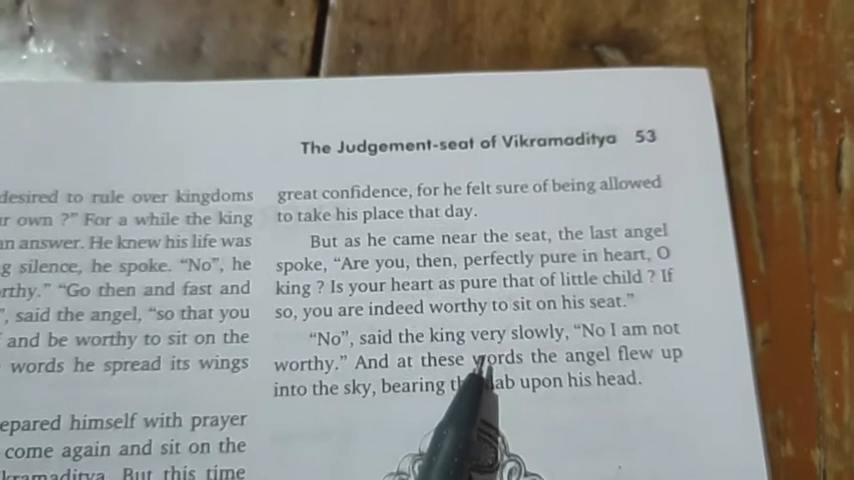 The Judgement-seat of Vikramaditya 53
desired to rule over kingdoms
own ?" For a while the king
an answer. He knew his life was
silence, he spoke. "No", he
"Go then and fast and
", said the angel, "so that you
and be worthy to sit on the
words he spread its wings
himself with prayer
come again and sit on the
But this time
great confidence, for he felt sure of being allowed
to take his place that day.
But as he came near the seat, the last angel
spoke, "Are you, then, perfectly pure in heart, O
king ? Is your heart as pure that of little child ? If
so, you are indeed worthy to sit on his seat."
"No", said the king very slowly, "No I am not
worthy." And at these words the angel flew up
into the sky, bearing upon his head.